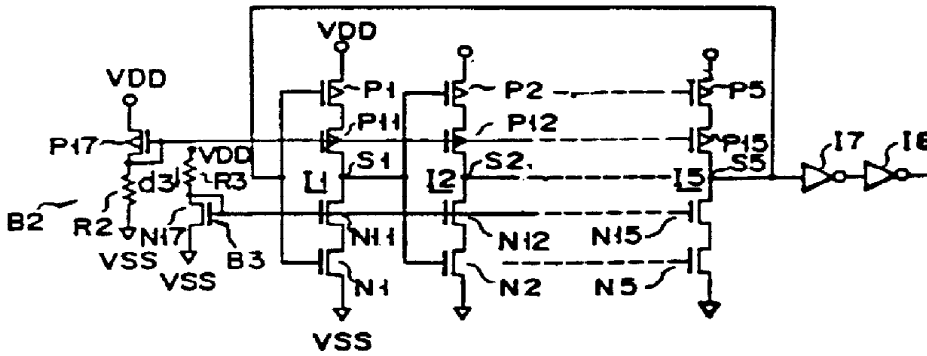 VDD
P1 P2 P5
VDD
P17 P11 P12 P15 I7 I8
VDD S1 S2 S5
d3 R3 I1 I2 I5
B2 R2 N17 N11 N12 N15
VSS B3
VSS N1 N2 N5
VSS